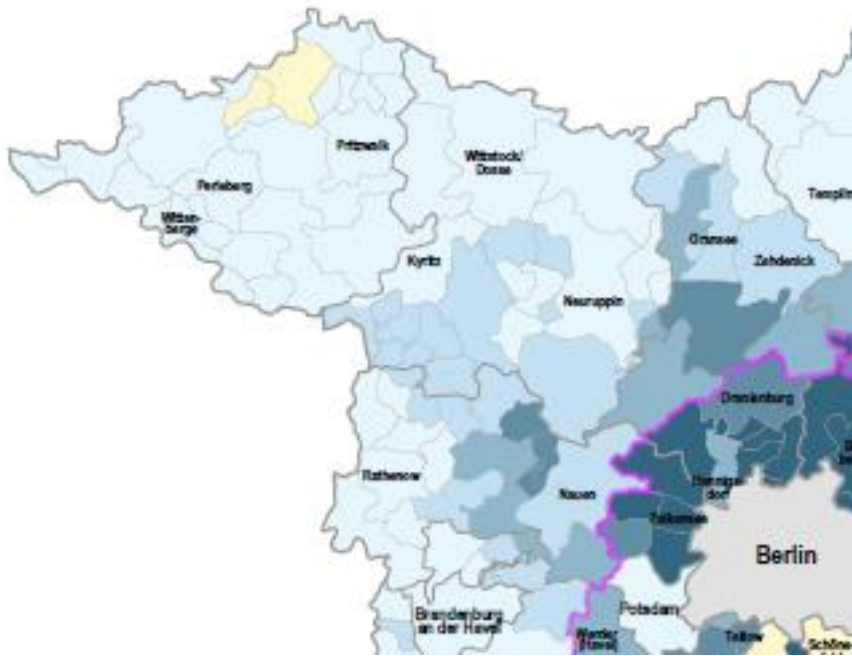 Pritzwalk
Wittstock/
Dosse
Perleberg
Witten-
berge
Templin
Gransee
Kyritz
Zehdenick
Neuruppin
Oranienburg
Rathenow
Nauen
Hennigs-
dorf
Falkensee
Berlin
Potsdam
Brandenburg
an der Havel
Werder
(Havel)
Teltow
Schöne